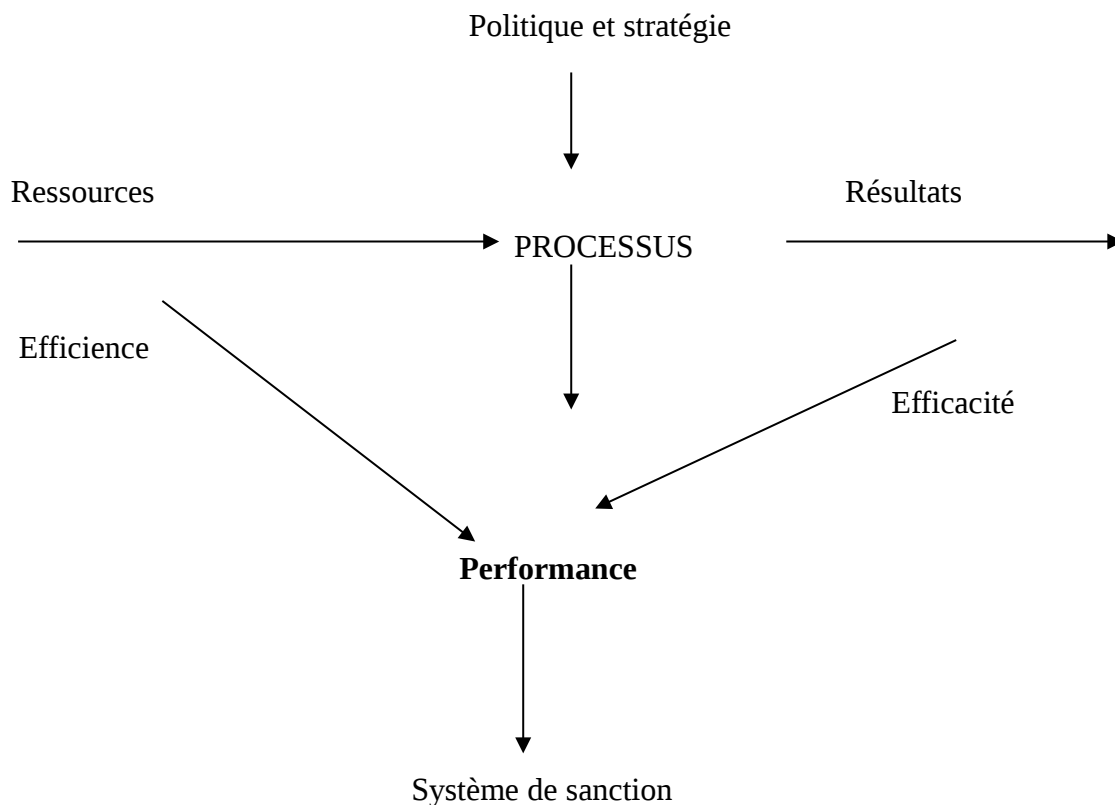 Politique et stratégie
Ressources
Résultats
PROCESSUS
Efficience
Efficacité
Performance
Système de sanction